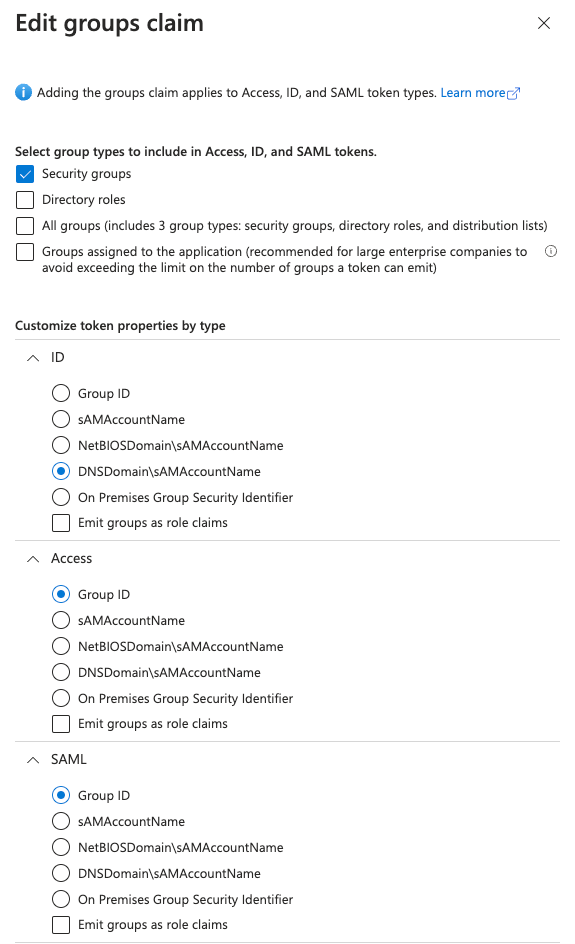 Edit groups claim
Adding the groups claim applies to Access, ID, and SAML token types. Learn more
Select group types to include in Access, ID, and SAML tokens.
Security groups
Directory roles
All groups (includes 3 group types: security groups, directory roles, and distribution lists)
Groups assigned to the application (recommended for large enterprise companies to
avoid exceeding the limit on the number of groups a token can emit)
Customize token properties by type
ID
Group ID
sAMAccountName
NetBIOSDomain\sAMAccountName
DNSDomain\sAMAccountName
On Premises Group Security Identifier
Emit groups as role claims
Access
Group ID
sAMAccountName
NetBIOSDomain\sAMAccountName
DNSDomain\sAMAccountName
On Premises Group Security Identifier
Emit groups as role claims
SAML
Group ID
sAMAccountName
NetBIOSDomain\sAMAccountName
DNSDomain\sAMAccountName
On Premises Group Security Identifier
Emit groups as role claims